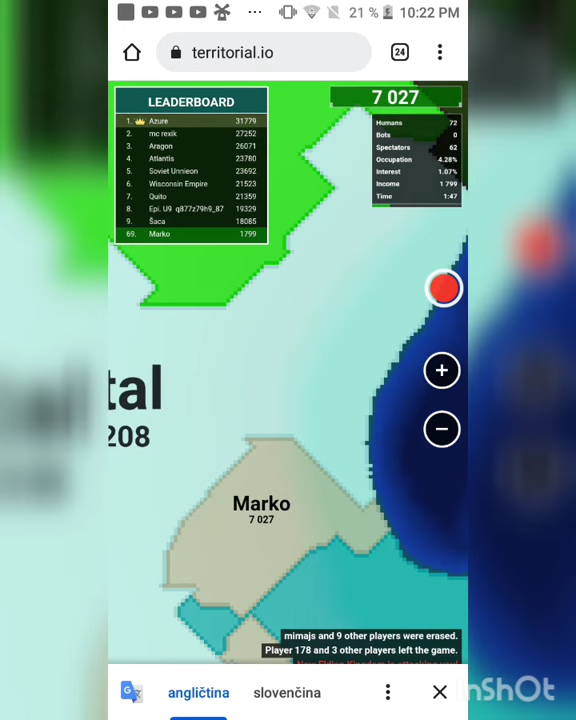 21 % 10:22 PM
territorial.io
24
LEADERBOARD
1. Azure 31779
2. mc rexik 27252
3. Aragon 26071
4. Atlantis 23780
5. Soviet Unnieon 23692
6. Wisconsin Empire 21523
7. Quito 21359
8. Epi. U9 q877z79h9_87 19329
9. Šaca 18085
69. Marko 1799
7 027
Humans 72
Bots 0
Spectators 62
Occupation 4.28%
Interest 1.07%
Income 1 799
Time 1:47
tal
208
Marko
7 027
mimajs and 9 other players were erased.
Player 178 and 3 other players left the game.
angličtina slovenčina
InShOt